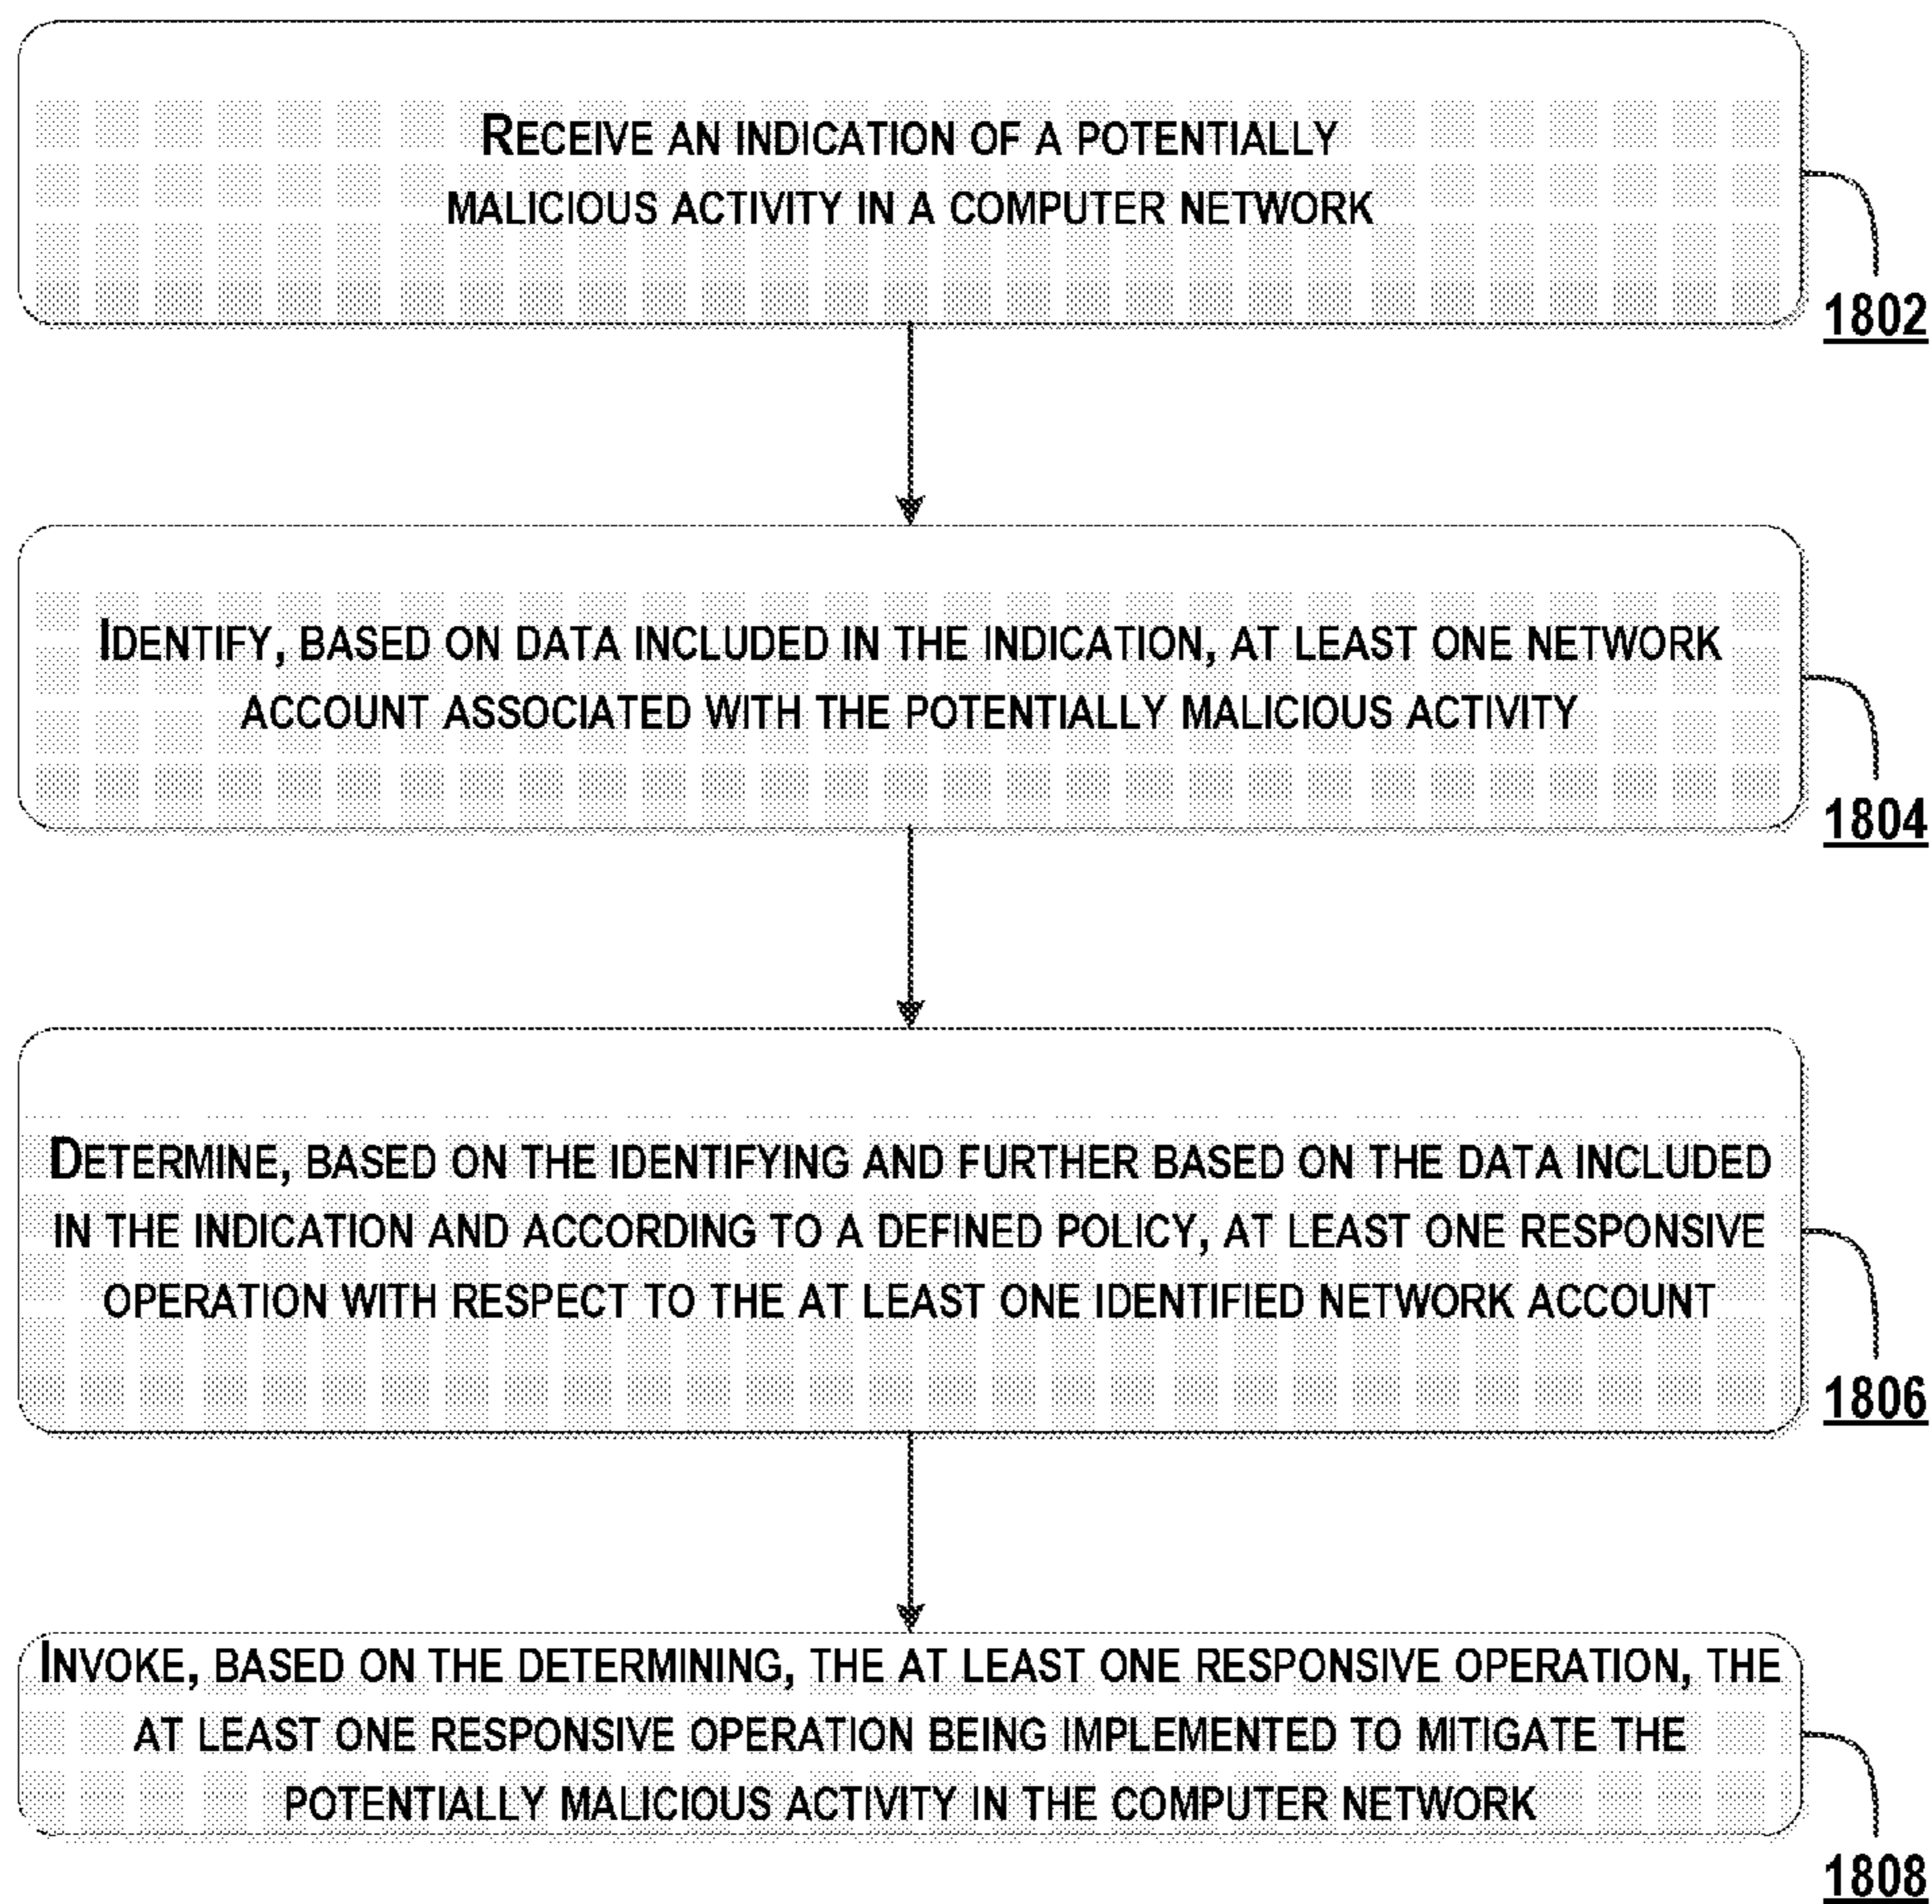 RECEIVE AN INDICATION OF A POTENTIALLY
MALICIOUS ACTIVITY IN A COMPUTER NETWORK
1802
IDENTIFY, BASED ON DATA INCLUDED IN THE INDICATION, AT LEAST ONE NETWORK
ACCOUNT ASSOCIATED WITH THE POTENTIALLY MALICIOUS ACTIVITY
1804
DETERMINE, BASED ON THE IDENTIFYING AND FURTHER BASED ON THE DATA INCLUDED
IN THE INDICATION AND ACCORDING TO A DEFINED POLICY, AT LEAST ONE RESPONSIVE
OPERATION WITH RESPECT TO THE AT LEAST ONE IDENTIFIED NETWORK ACCOUNT
1806
INVOKE, BASED ON THE DETERMINING, THE AT LEAST ONE RESPONSIVE OPERATION, THE
AT LEAST ONE RESPONSIVE OPERATION BEING IMPLEMENTED TO MITIGATE THE
POTENTIALLY MALICIOUS ACTIVITY IN THE COMPUTER NETWORK
1808